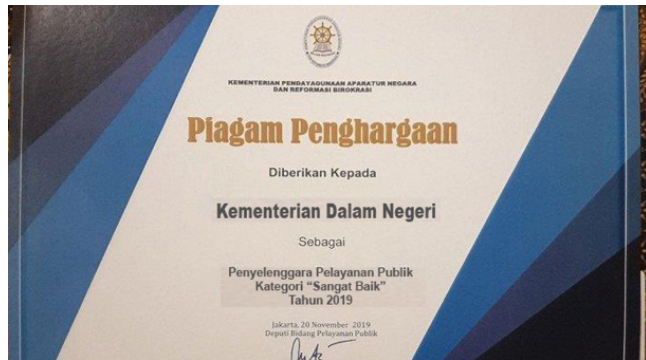 KEMENTERIAN PENDAYAGUNAAN APARATUR NEGARA
DAN REFORMASI BIROKRASI
Piagam Penghargaan
Diberikan Kepada
Kementerian Dalam Negeri
Sebagai
Penyelenggara Pelayanan Publik
Kategori “Sangat Baik”
Tahun 2019
Jakarta, 20 November 2019
Deputi Bidang Pelayanan Publik